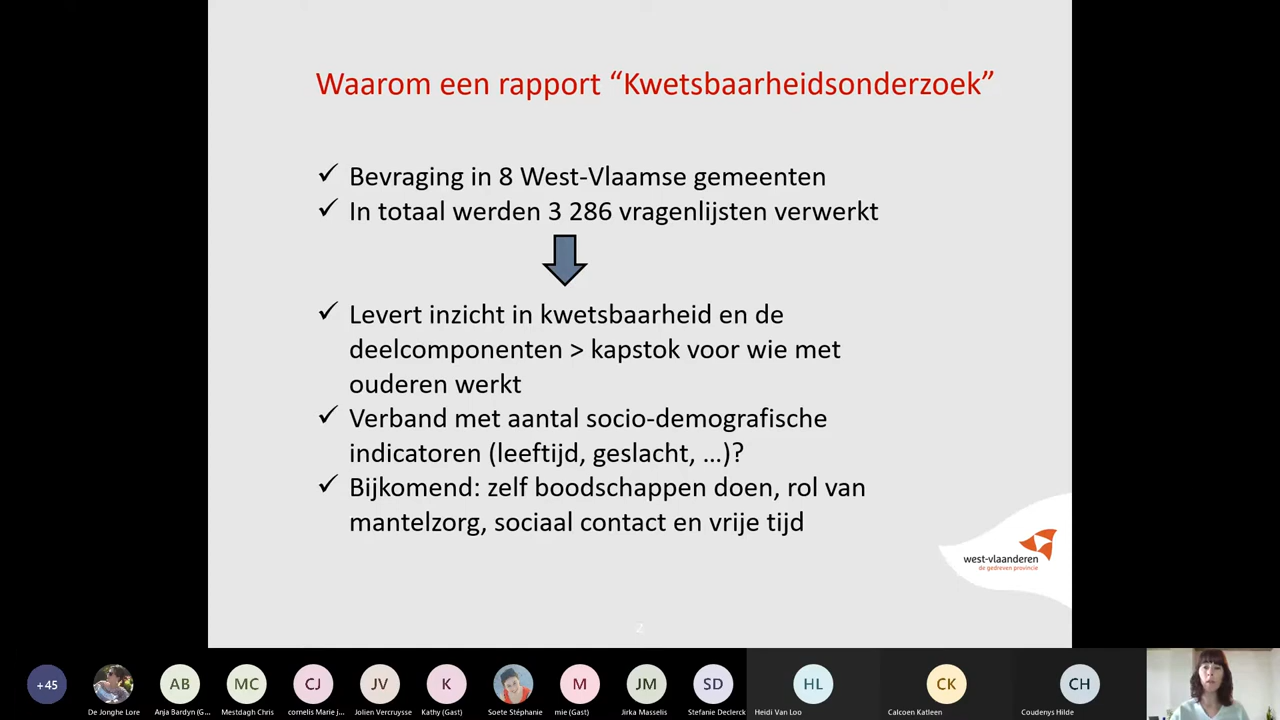 Waarom een rapport “Kwetsbaarheidsonderzoek”
✓ Bevraging in 8 West-Vlaamse gemeenten
✓ In totaal werden 3 286 vragenlijsten verwerkt
✓ Levert inzicht in kwetsbaarheid en de
deelcomponenten > kapstok voor wie met
ouderen werkt
✓ Verband met aantal socio-demografische
indicatoren (leeftijd, geslacht, …)?
✓ Bijkomend: zelf boodschappen doen, rol van
mantelzorg, sociaal contact en vrije tijd
west-vlaanderen
de gedreven provincie
2
+45
AB
MC
CJ
JV
K
M
JM
SD
HL
CK
CH
De Jonghe Lore
Anja Bardyn (G...
Mestdagh Chris
cornelis Marie j...
Jolien Vercruysse
Kathy (Gast)
Soete Stéphanie
mie (Gast)
Jirka Masselis
Stefanie Declerck
Heidi Van Loo
Calcoen Katleen
Coudenys Hilde